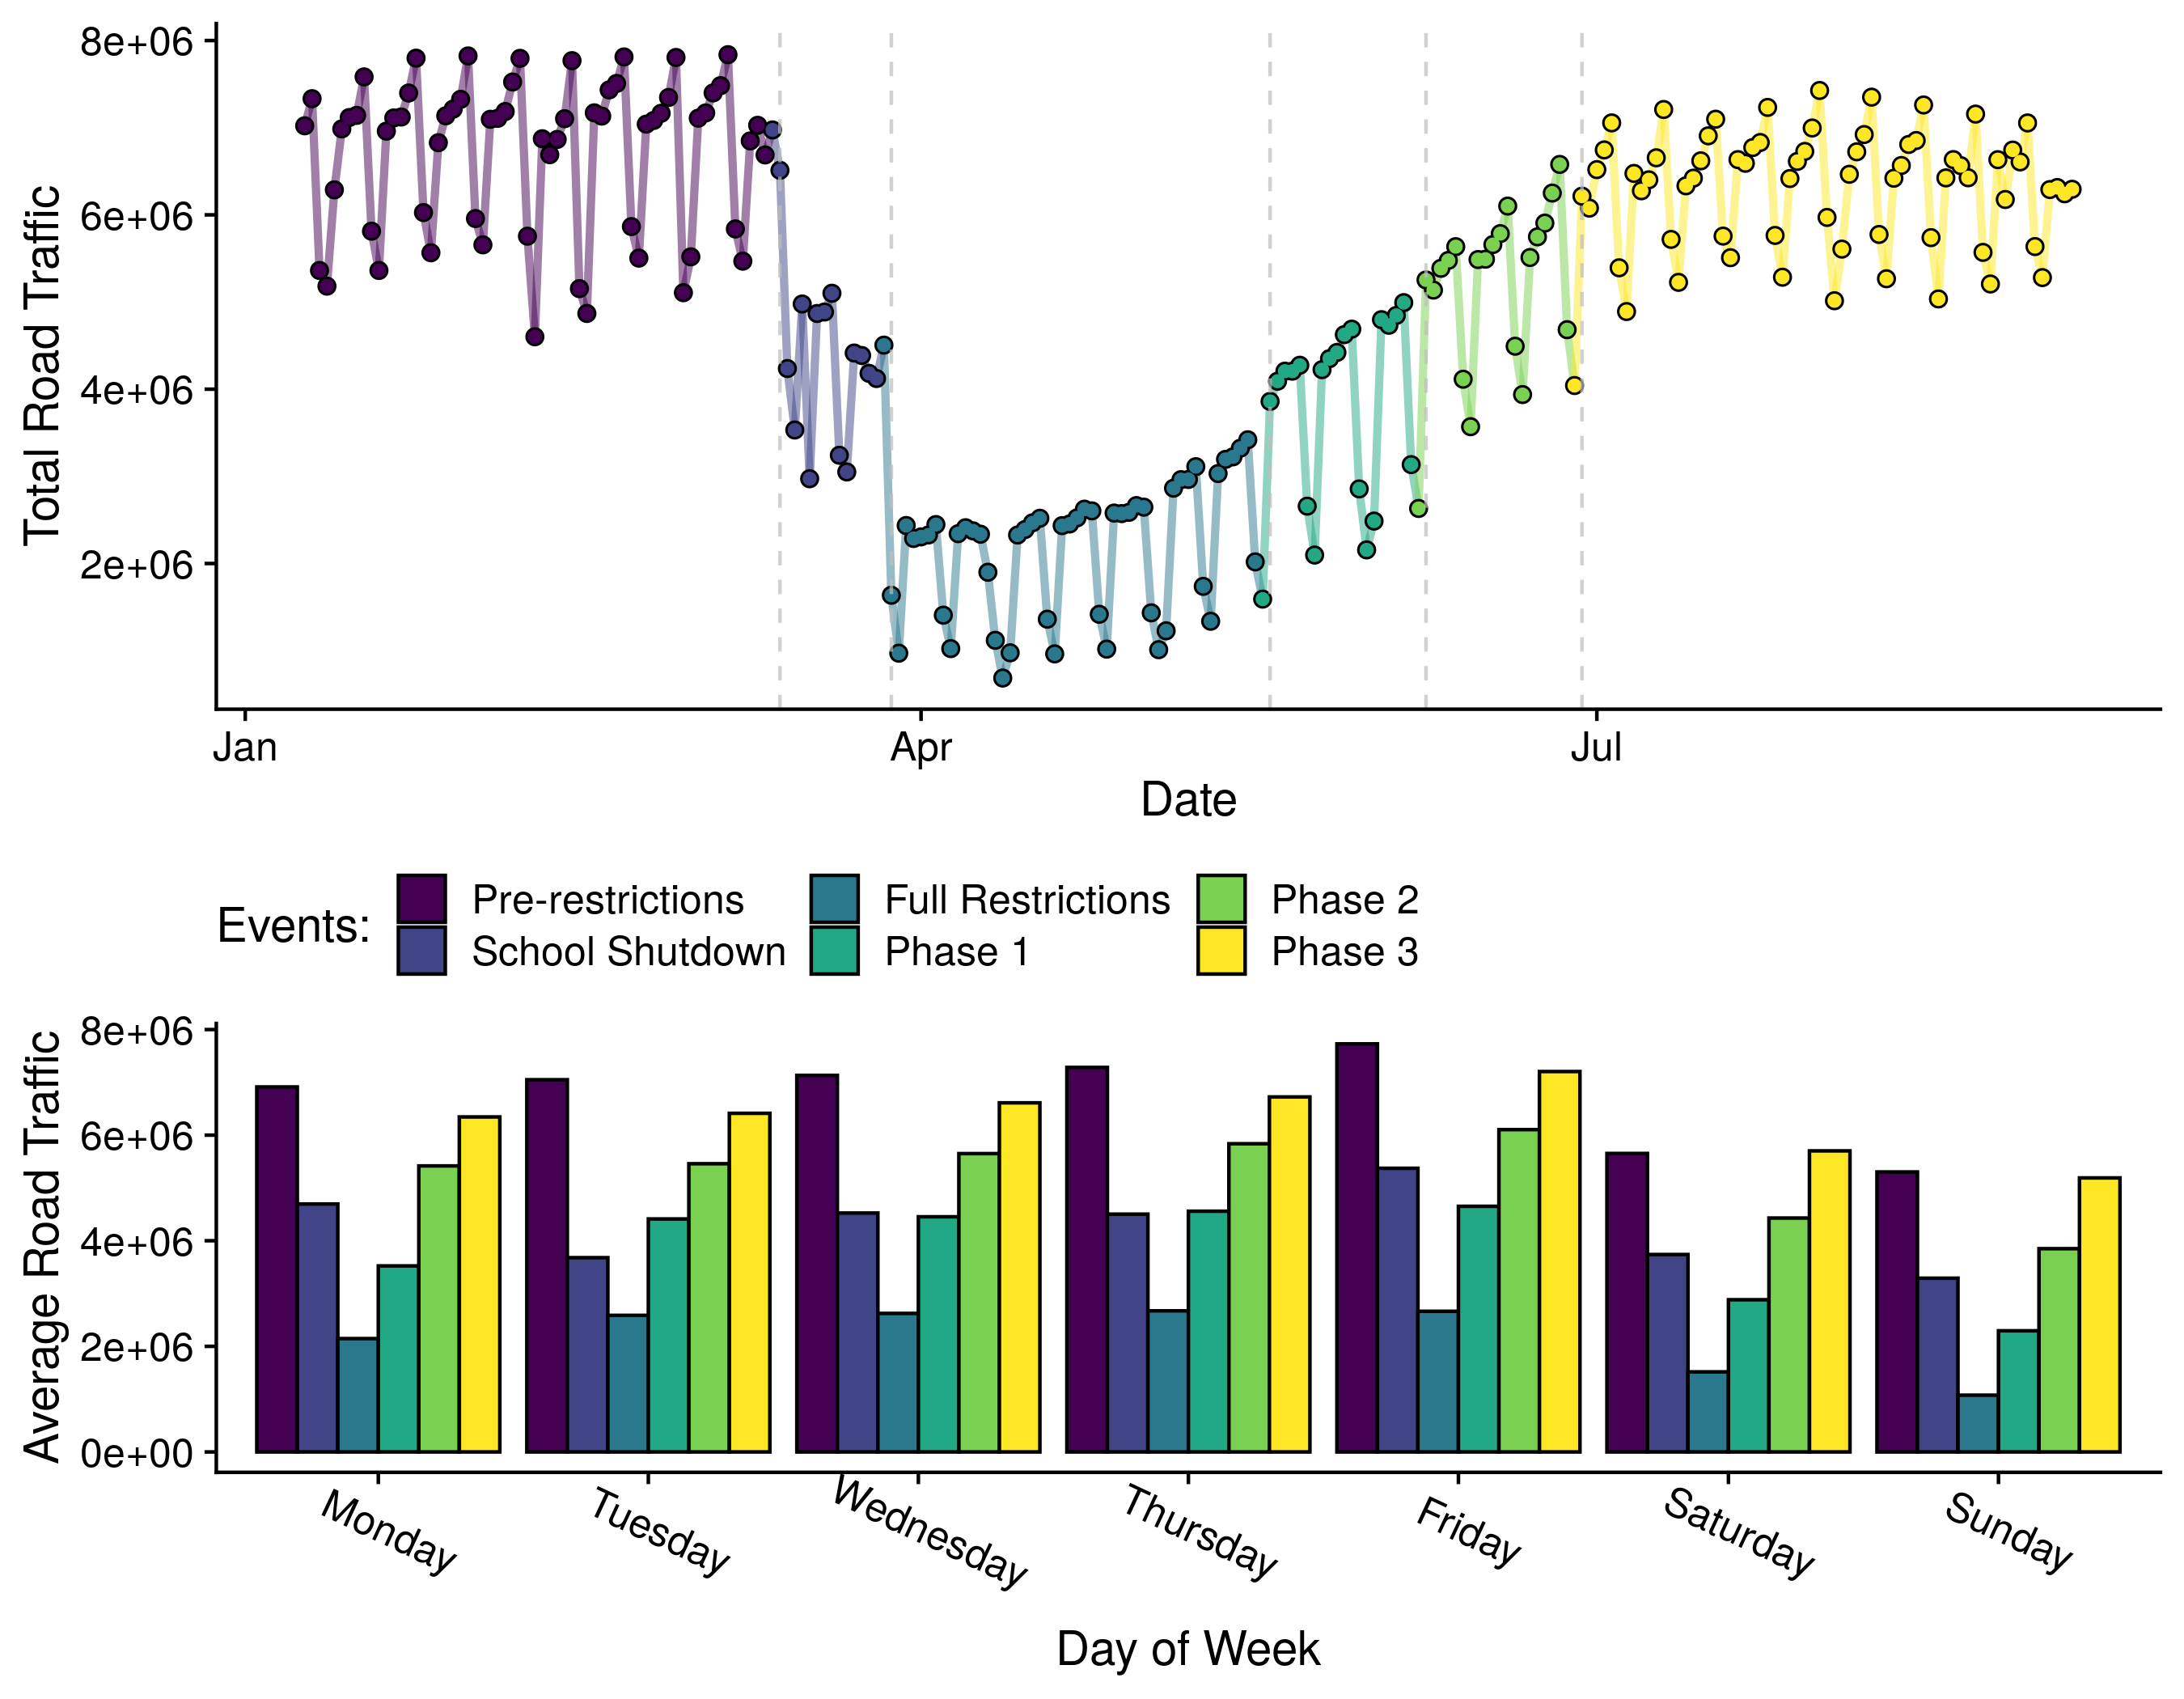 8e+06
6e+06
4e+06
2e+06
Total Road Traffic
Jan Apr Jul
Date
Events:
Pre-restrictions Full Restrictions Phase 2
School Shutdown Phase 1 Phase 3
8e+06
6e+06
4e+06
2e+06
0e+00
Average Road Traffic
Monday Tuesday Wednesday Thursday Friday Saturday Sunday
Day of Week